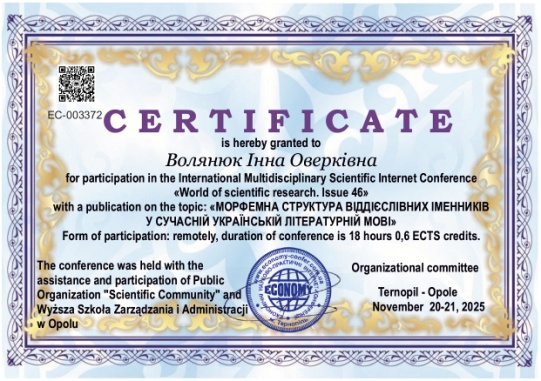 EC-003372
CERTIFICATE
is hereby granted to
Волянюк Інна Оверківна
for participation in the International Multidisciplinary Scientific Internet Conference
«World of scientific research. Issue 46»
with a publication on the topic: «МОРФЕМНА СТРУКТУРА ВІДДІЄСЛІВНИХ ІМЕННИКІВ
У СУЧАСНІЙ УКРАЇНСЬКІЙ ЛІТЕРАТУРНІЙ МОВІ»
Form of participation: remotely, duration of conference is 18 hours 0,6 ECTS credits.
The conference was held with the
assistance and participation of Public
Organization "Scientific Community" and
Wyższa Szkoła Zarządzania i Administracji
w Opolu
ECONOMY
м. Тернопіль
Organizational committee
Ternopil - Opole
November 20-21, 2025